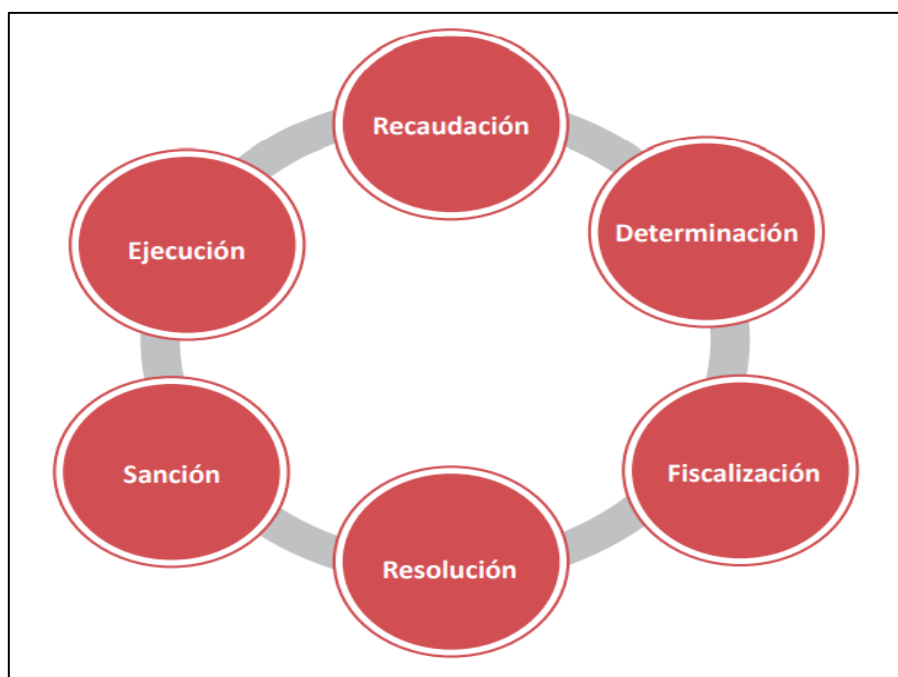 Recaudación
Determinación
Fiscalización
Resolución
Sanción
Ejecución